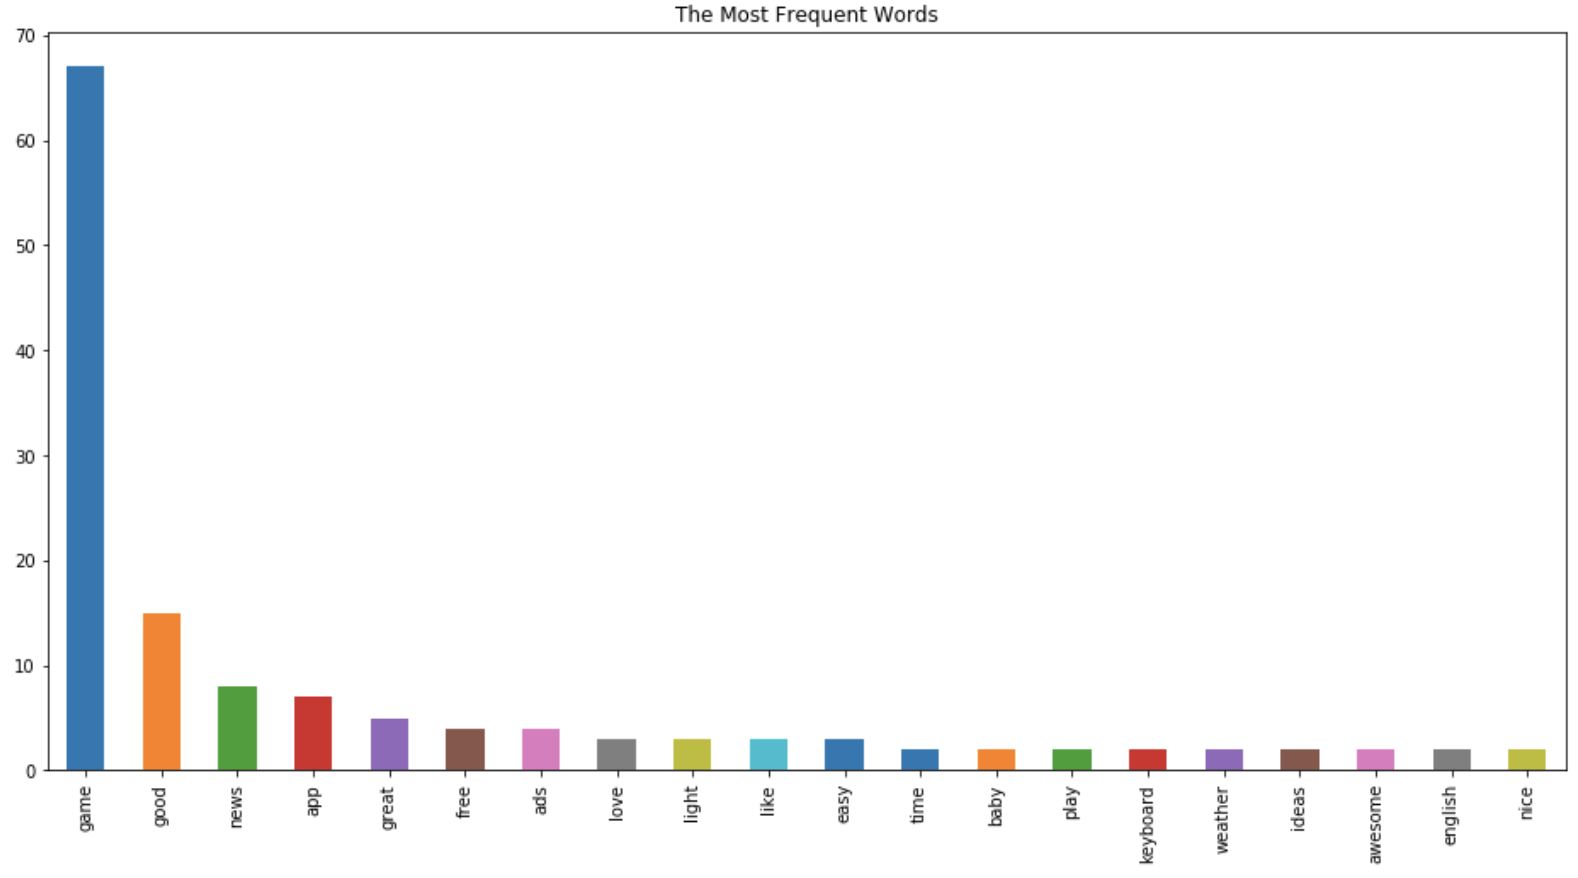 The Most Frequent Words
70
60
50
40
30
20
10
0
game
good
news
app
great
free
ads
love
light
like
easy
time
baby
play
keyboard
weather
ideas
awesome
english
nice